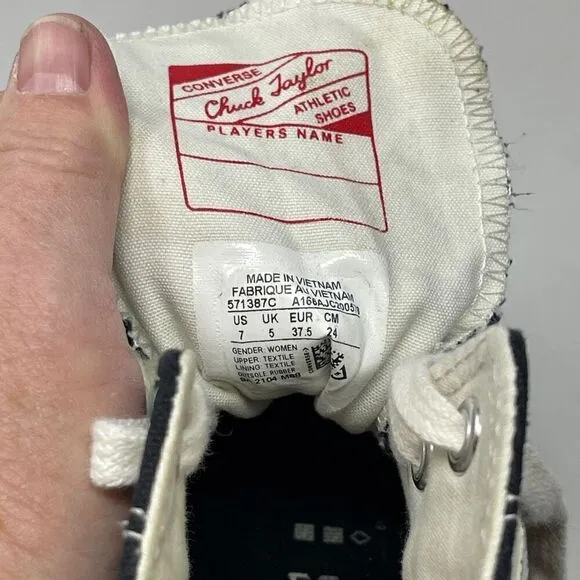 CONVERSE
Chuck Taylor
ATHLETIC
SHOES
PLAYERS NAME
MADE IN VIETNAM
FABRIQUE AU VIETNAM
571387C
US UK EUR CM
7 5 37.5 24
GENDER: WOMEN
UPPER: TEXTILE
LINING: TEXTILE
OUTSOLE: RUBBER
CONVERSE